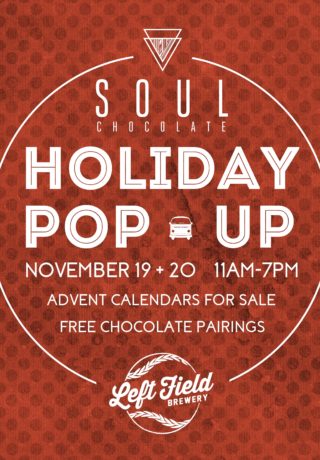 SOUL
CHOCOLATE
HOLIDAY
POP-UP
NOVEMBER 19 + 20 11AM-7PM
ADVENT CALENDARS FOR SALE
FREE CHOCOLATE PAIRINGS
Left Field
BREWERY